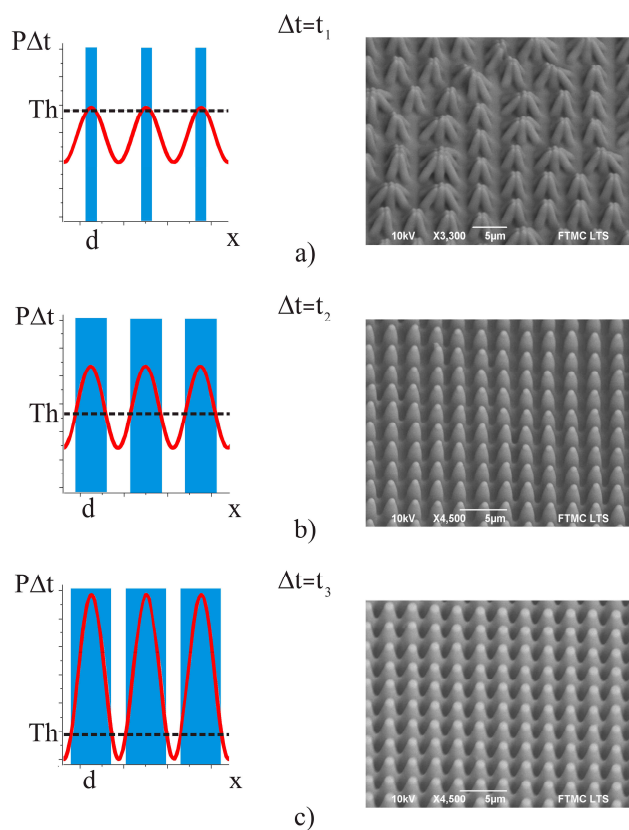 PΔt
Δt=t₁
Th
d
x
10kV X3,300 5μm FTMC LTS
a)
PΔt
Δt=t₂
Th
d
x
10kV X4,500 5μm FTMC LTS
b)
PΔt
Δt=t₃
Th
d
x
10kV X4,500 5μm FTMC LTS
c)